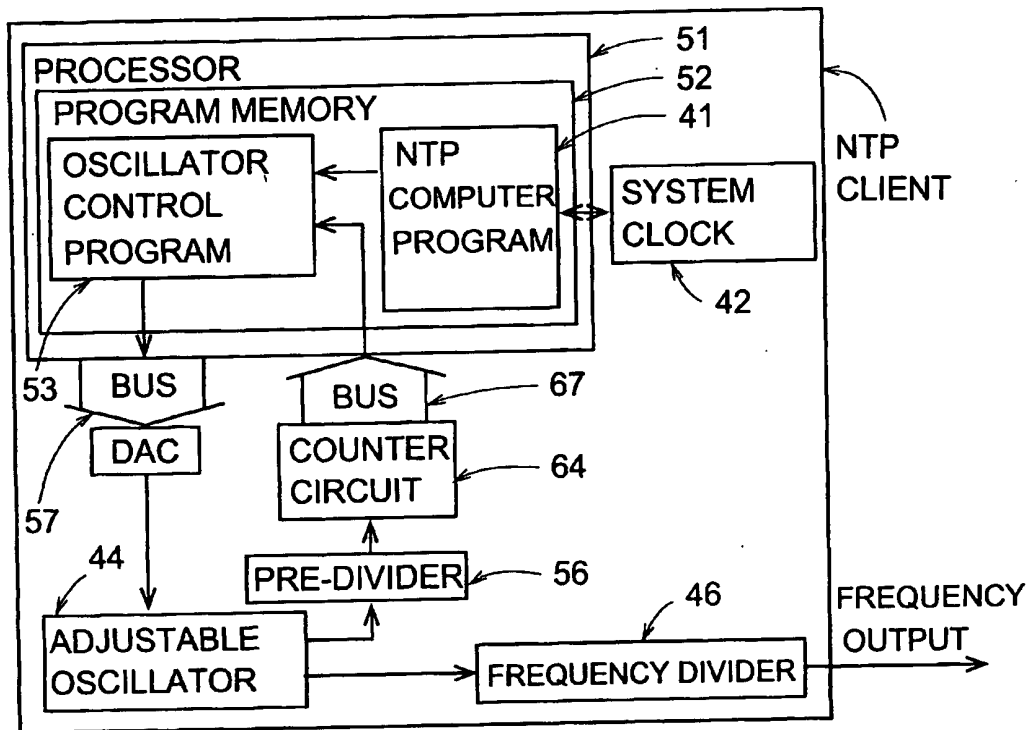 PROCESSOR
51
52
PROGRAM MEMORY
41
OSCILLATOR
CONTROL
PROGRAM
NTP
COMPUTER
PROGRAM
SYSTEM
CLOCK
NTP
CLIENT
42
53
BUS
BUS
67
DAC
COUNTER
CIRCUIT
64
57
44
PRE-DIVIDER
56
46
FREQUENCY
OUTPUT
ADJUSTABLE
OSCILLATOR
FREQUENCY DIVIDER